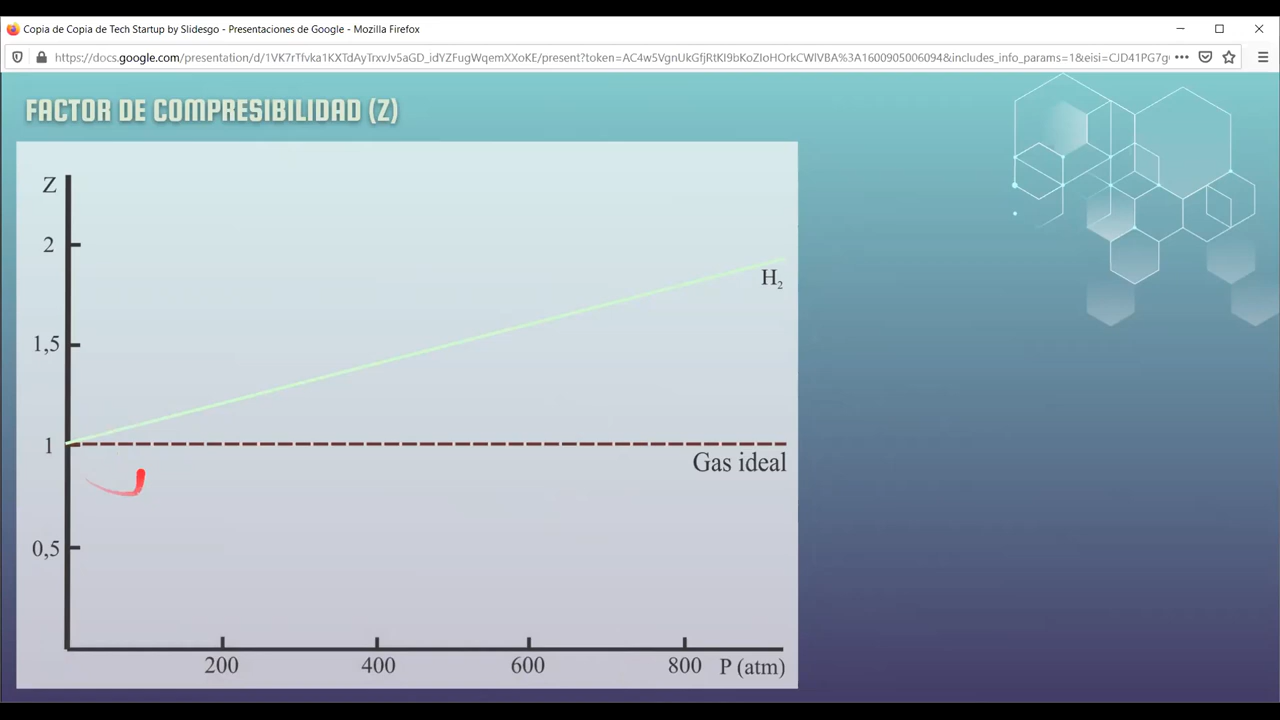 Copia de Copia de Tech Startup by Slidesgo - Presentaciones de Google - Mozilla Firefox
https://docs.google.com/presentation/d/1VK7rTfvka1KXTdAyTrxvJv5aGD_idYZFugWqemXXoKE/present?token=AC4w5VgnUkGfjRtKI9bKoZIoHOrkCWlVBA%3A1600905006094&includes_info_params=1&eisi=CJD41PG7g
FACTOR DE COMPRESIBILIDAD (Z)
Z
2
H₂
1,5
1
Gas ideal
0,5
200 400 600 800 P (atm)